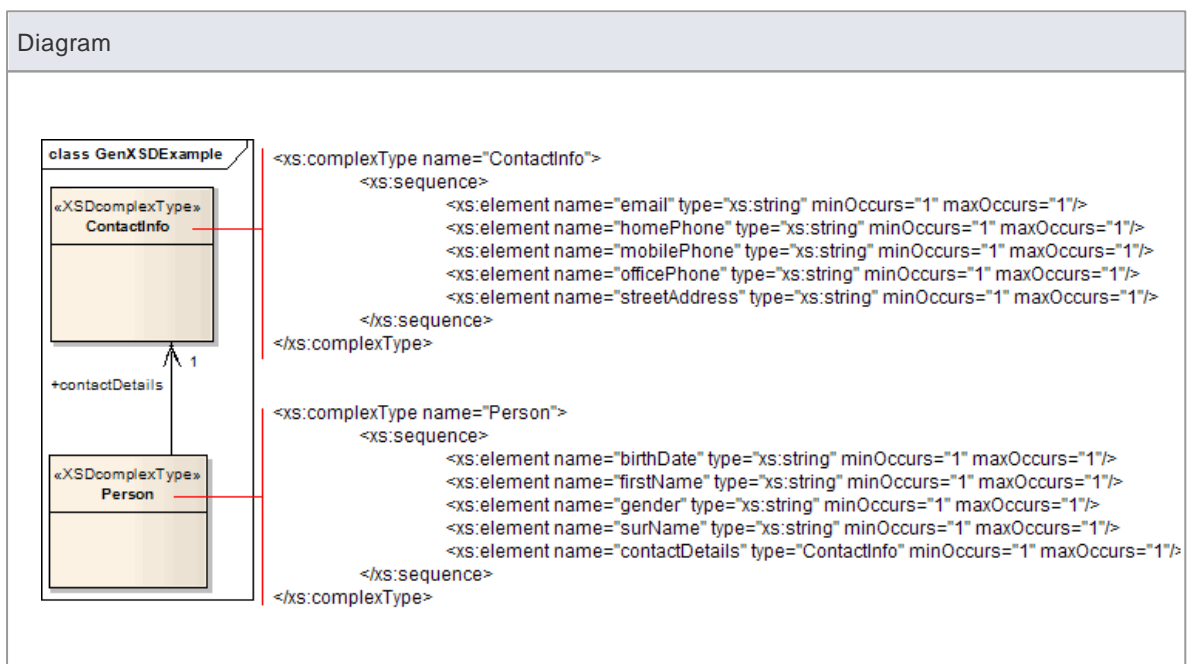 Diagram
class GenXSDExample
«XSDcomplexType»
ContactInfo
1
+contactDetails
«XSDcomplexType»
Person
<xs:complexType name="ContactInfo">
<xs:sequence>
<xs:element name="email" type="xs:string" minOccurs="1" maxOccurs="1"/>
<xs:element name="homePhone" type="xs:string" minOccurs="1" maxOccurs="1"/>
<xs:element name="mobilePhone" type="xs:string" minOccurs="1" maxOccurs="1"/>
<xs:element name="officePhone" type="xs:string" minOccurs="1" maxOccurs="1"/>
<xs:element name="streetAddress" type="xs:string" minOccurs="1" maxOccurs="1"/>
</xs:sequence>
</xs:complexType>
<xs:complexType name="Person">
<xs:sequence>
<xs:element name="birthDate" type="xs:string" minOccurs="1" maxOccurs="1"/>
<xs:element name="firstName" type="xs:string" minOccurs="1" maxOccurs="1"/>
<xs:element name="gender" type="xs:string" minOccurs="1" maxOccurs="1"/>
<xs:element name="surName" type="xs:string" minOccurs="1" maxOccurs="1"/>
<xs:element name="contactDetails" type="ContactInfo" minOccurs="1" maxOccurs="1"/>
</xs:sequence>
</xs:complexType>